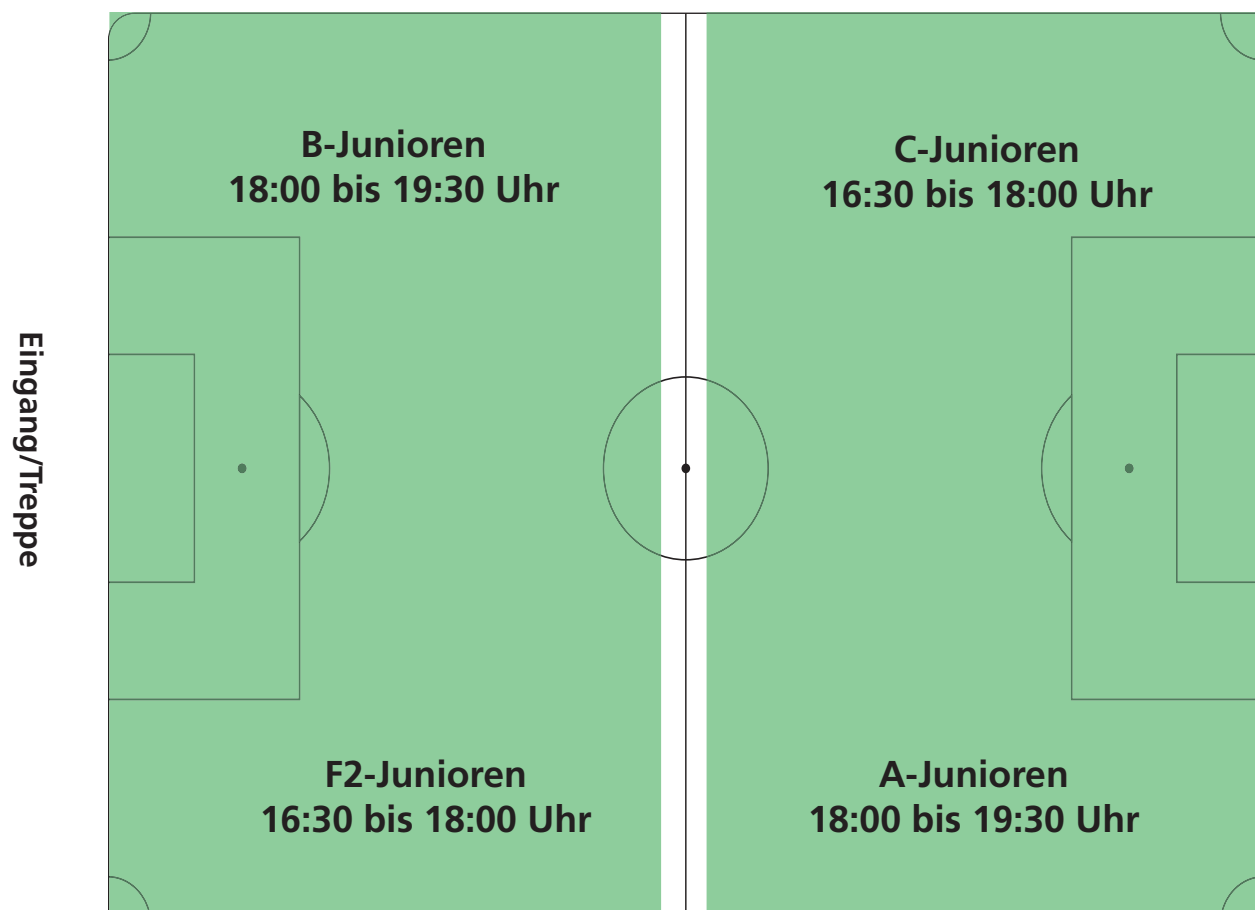 B-Junioren
18:00 bis 19:30 Uhr
C-Junioren
16:30 bis 18:00 Uhr
Eingang/Treppe
F2-Junioren
16:30 bis 18:00 Uhr
A-Junioren
18:00 bis 19:30 Uhr